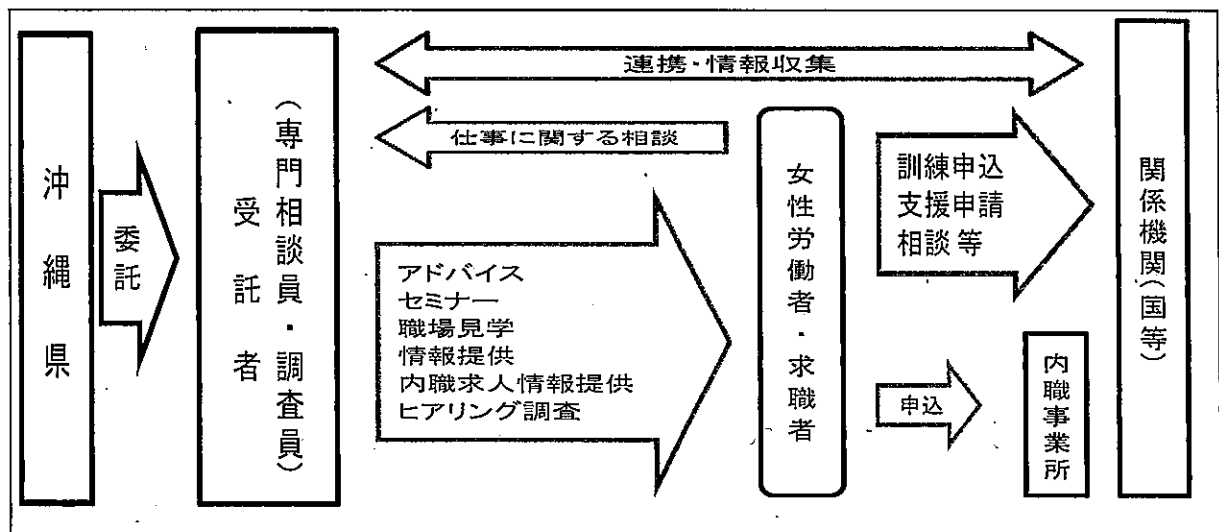 沖縄県
委託
受託者
(専門相談員・調査員)
連携・情報収集
仕事に関する相談
アドバイス
セミナー
職場見学
情報提供
内職求人情報提供
ヒアリング調査
女性労働者・求職者
訓練申込
支援申請
相談等
申込
内職事業所
関係機関(国等)